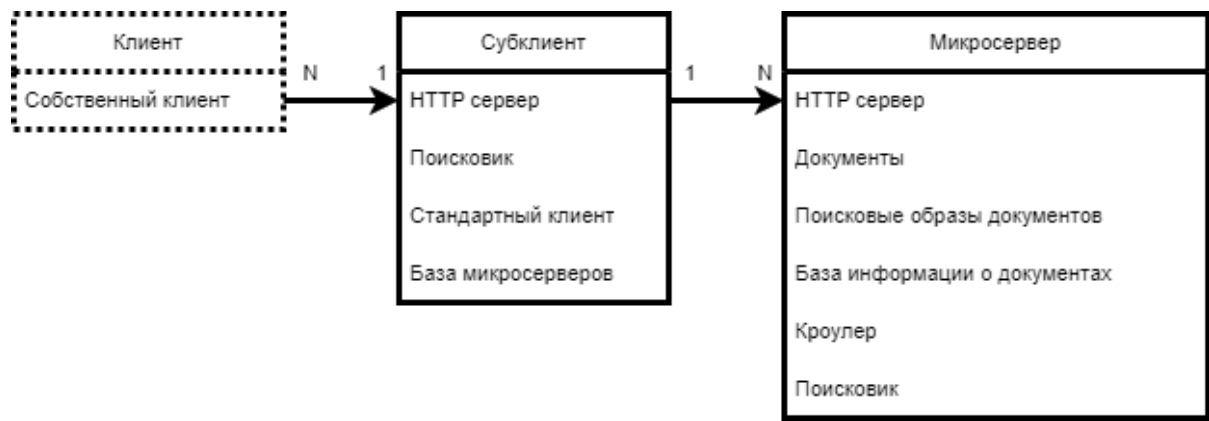 Клиент
Собственный клиент
N
1
Субклиент
HTTP сервер
Поисковик
Стандартный клиент
База микросерверов
1
N
Микросервер
HTTP сервер
Документы
Поисковые образы документов
База информации о документах
Кроулер
Поисковик